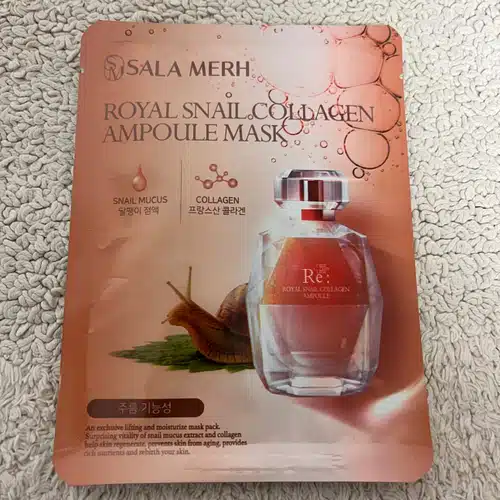 SM
SALA MERH
ROYAL SNAIL COLLAGEN
AMPOULE MASK
SNAIL MUCUS
달팽이 점액
COLLAGEN
프랑스산 콜라겐
Re:
ROYAL SNAIL COLLAGEN
AMPOULE
주름 기능성
An exclusive lifting and moisturize mask pack.
Surprising vitality of snail mucus extract and collagen
help skin regenerate, prevents skin from aging, provides
rich nutrients and rebirth your skin.